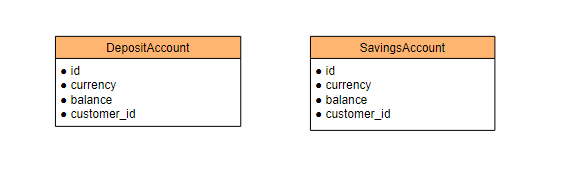 DepositAccount
● id
● currency
● balance
● customer_id
SavingsAccount
● id
● currency
● balance
● customer_id